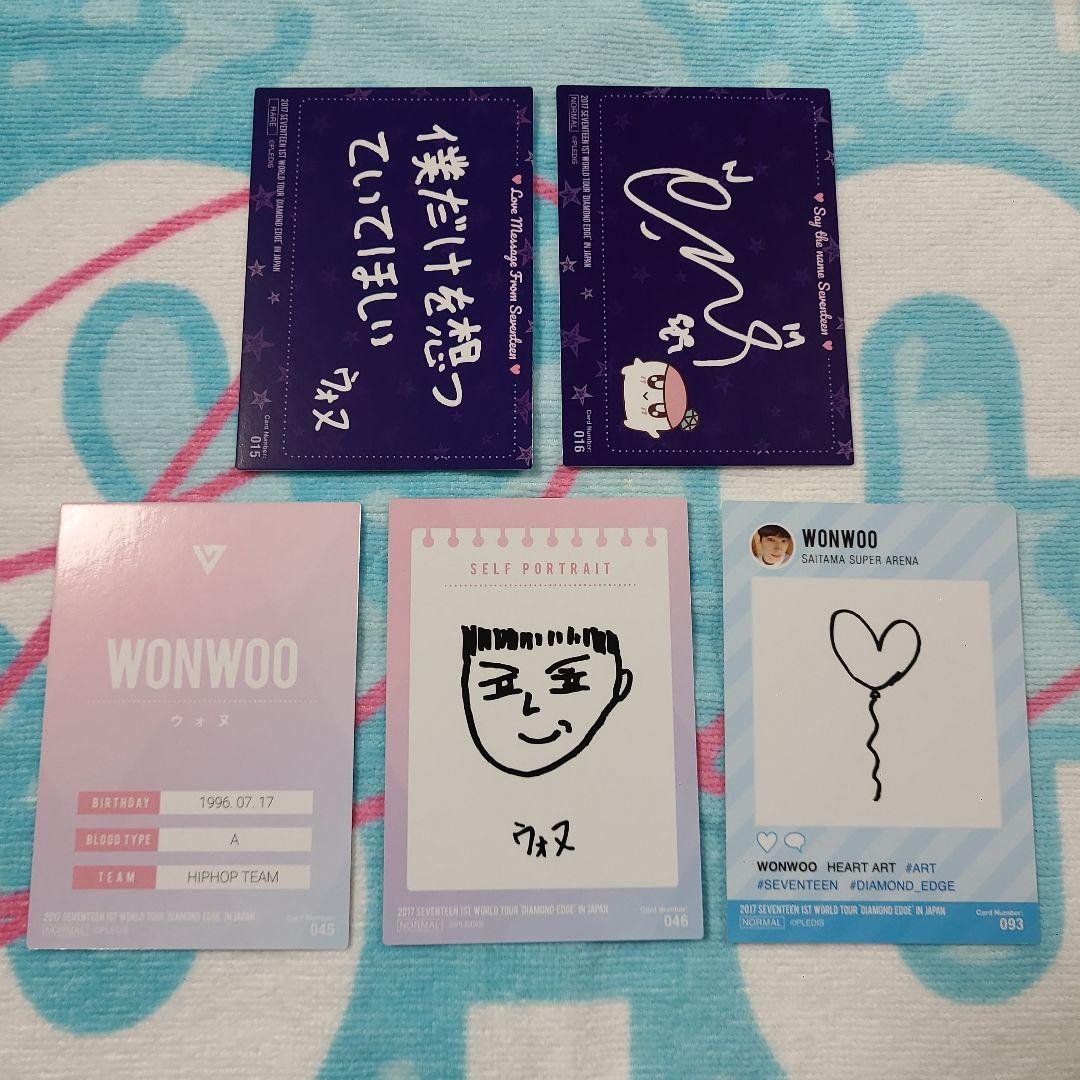 ♥ Love Message From Seventeen ♥
僕だけを想っ
ていてほしい
ウォヌ
2017 SEVENTEEN 1ST WORLD TOUR 'DIAMOND EDGE' IN JAPAN
RARE ©PLEDIS
Card Number:
015
♥ Say the name Seventeen ♥
2017 SEVENTEEN 1ST WORLD TOUR 'DIAMOND EDGE' IN JAPAN
NORMAL ©PLEDIS
Card Number:
016
WONWOO
ウォヌ
BIRTHDAY 1996. 07. 17
BLOOD TYPE A
TEAM HIPHOP TEAM
2017 SEVENTEEN 1ST WORLD TOUR 'DIAMOND EDGE' IN JAPAN
NORMAL ©PLEDIS
Card Number:
045
SELF PORTRAIT
ウォヌ
2017 SEVENTEEN 1ST WORLD TOUR 'DIAMOND EDGE' IN JAPAN
NORMAL ©PLEDIS
Card Number:
046
WONWOO
SAITAMA SUPER ARENA
WONWOO HEART ART #ART
#SEVENTEEN #DIAMOND_EDGE
2017 SEVENTEEN 1ST WORLD TOUR 'DIAMOND EDGE' IN JAPAN
NORMAL ©PLEDIS
Card Number:
093